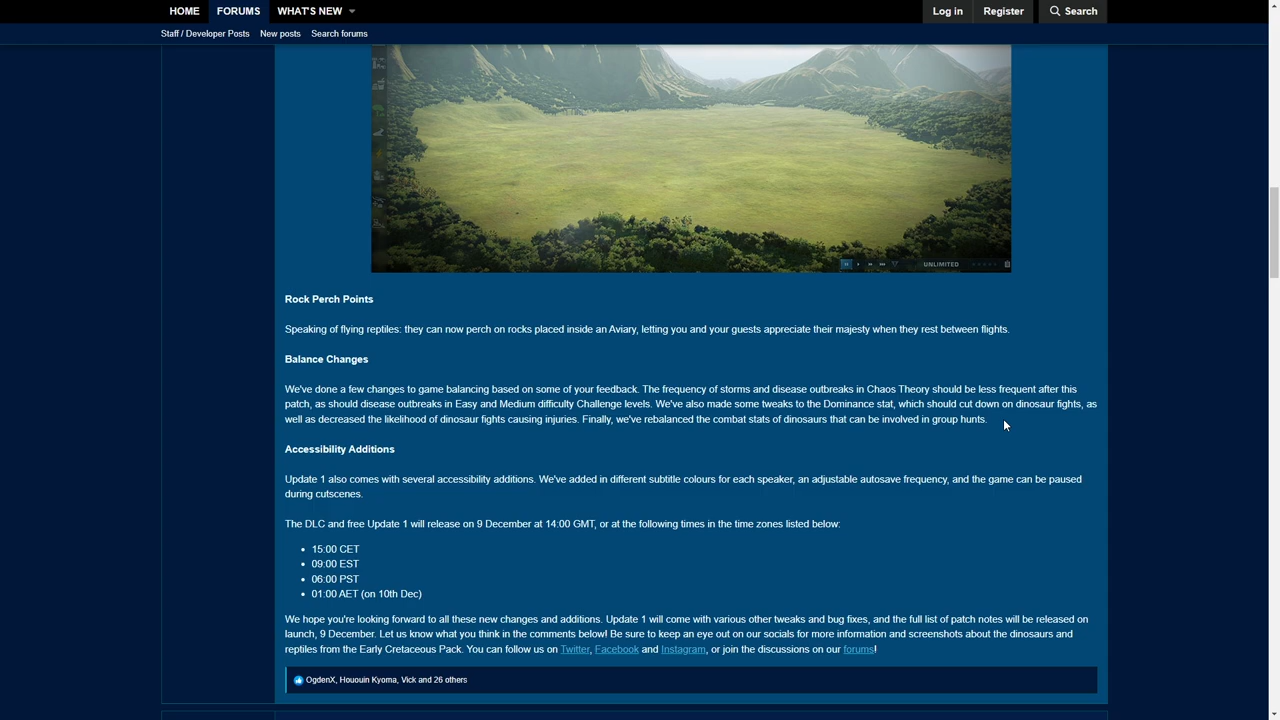 HOME FORUMS WHAT'S NEW Log in Register Search
Staff / Developer Posts New posts Search forums
UNLIMITED
Rock Perch Points
Speaking of flying reptiles: they can now perch on rocks placed inside an Aviary, letting you and your guests appreciate their majesty when they rest between flights.
Balance Changes
We've done a few changes to game balancing based on some of your feedback. The frequency of storms and disease outbreaks in Chaos Theory should be less frequent after this
patch, as should disease outbreaks in Easy and Medium difficulty Challenge levels. We've also made some tweaks to the Dominance stat, which should cut down on dinosaur fights, as
well as decreased the likelihood of dinosaur fights causing injuries. Finally, we've rebalanced the combat stats of dinosaurs that can be involved in group hunts.
Accessibility Additions
Update 1 also comes with several accessibility additions. We've added in different subtitle colours for each speaker, an adjustable autosave frequency, and the game can be paused
during cutscenes.
The DLC and free Update 1 will release on 9 December at 14:00 GMT, or at the following times in the time zones listed below:
• 15:00 CET
• 09:00 EST
• 06:00 PST
• 01:00 AET (on 10th Dec)
We hope you're looking forward to all these new changes and additions. Update 1 will come with various other tweaks and bug fixes, and the full list of patch notes will be released on
launch, 9 December. Let us know what you think in the comments below! Be sure to keep an eye out on our socials for more information and screenshots about the dinosaurs and
reptiles from the Early Cretaceous Pack. You can follow us on Twitter, Facebook and Instagram, or join the discussions on our forums!
OgdenX, Hououin Kyoma, Vick and 26 others